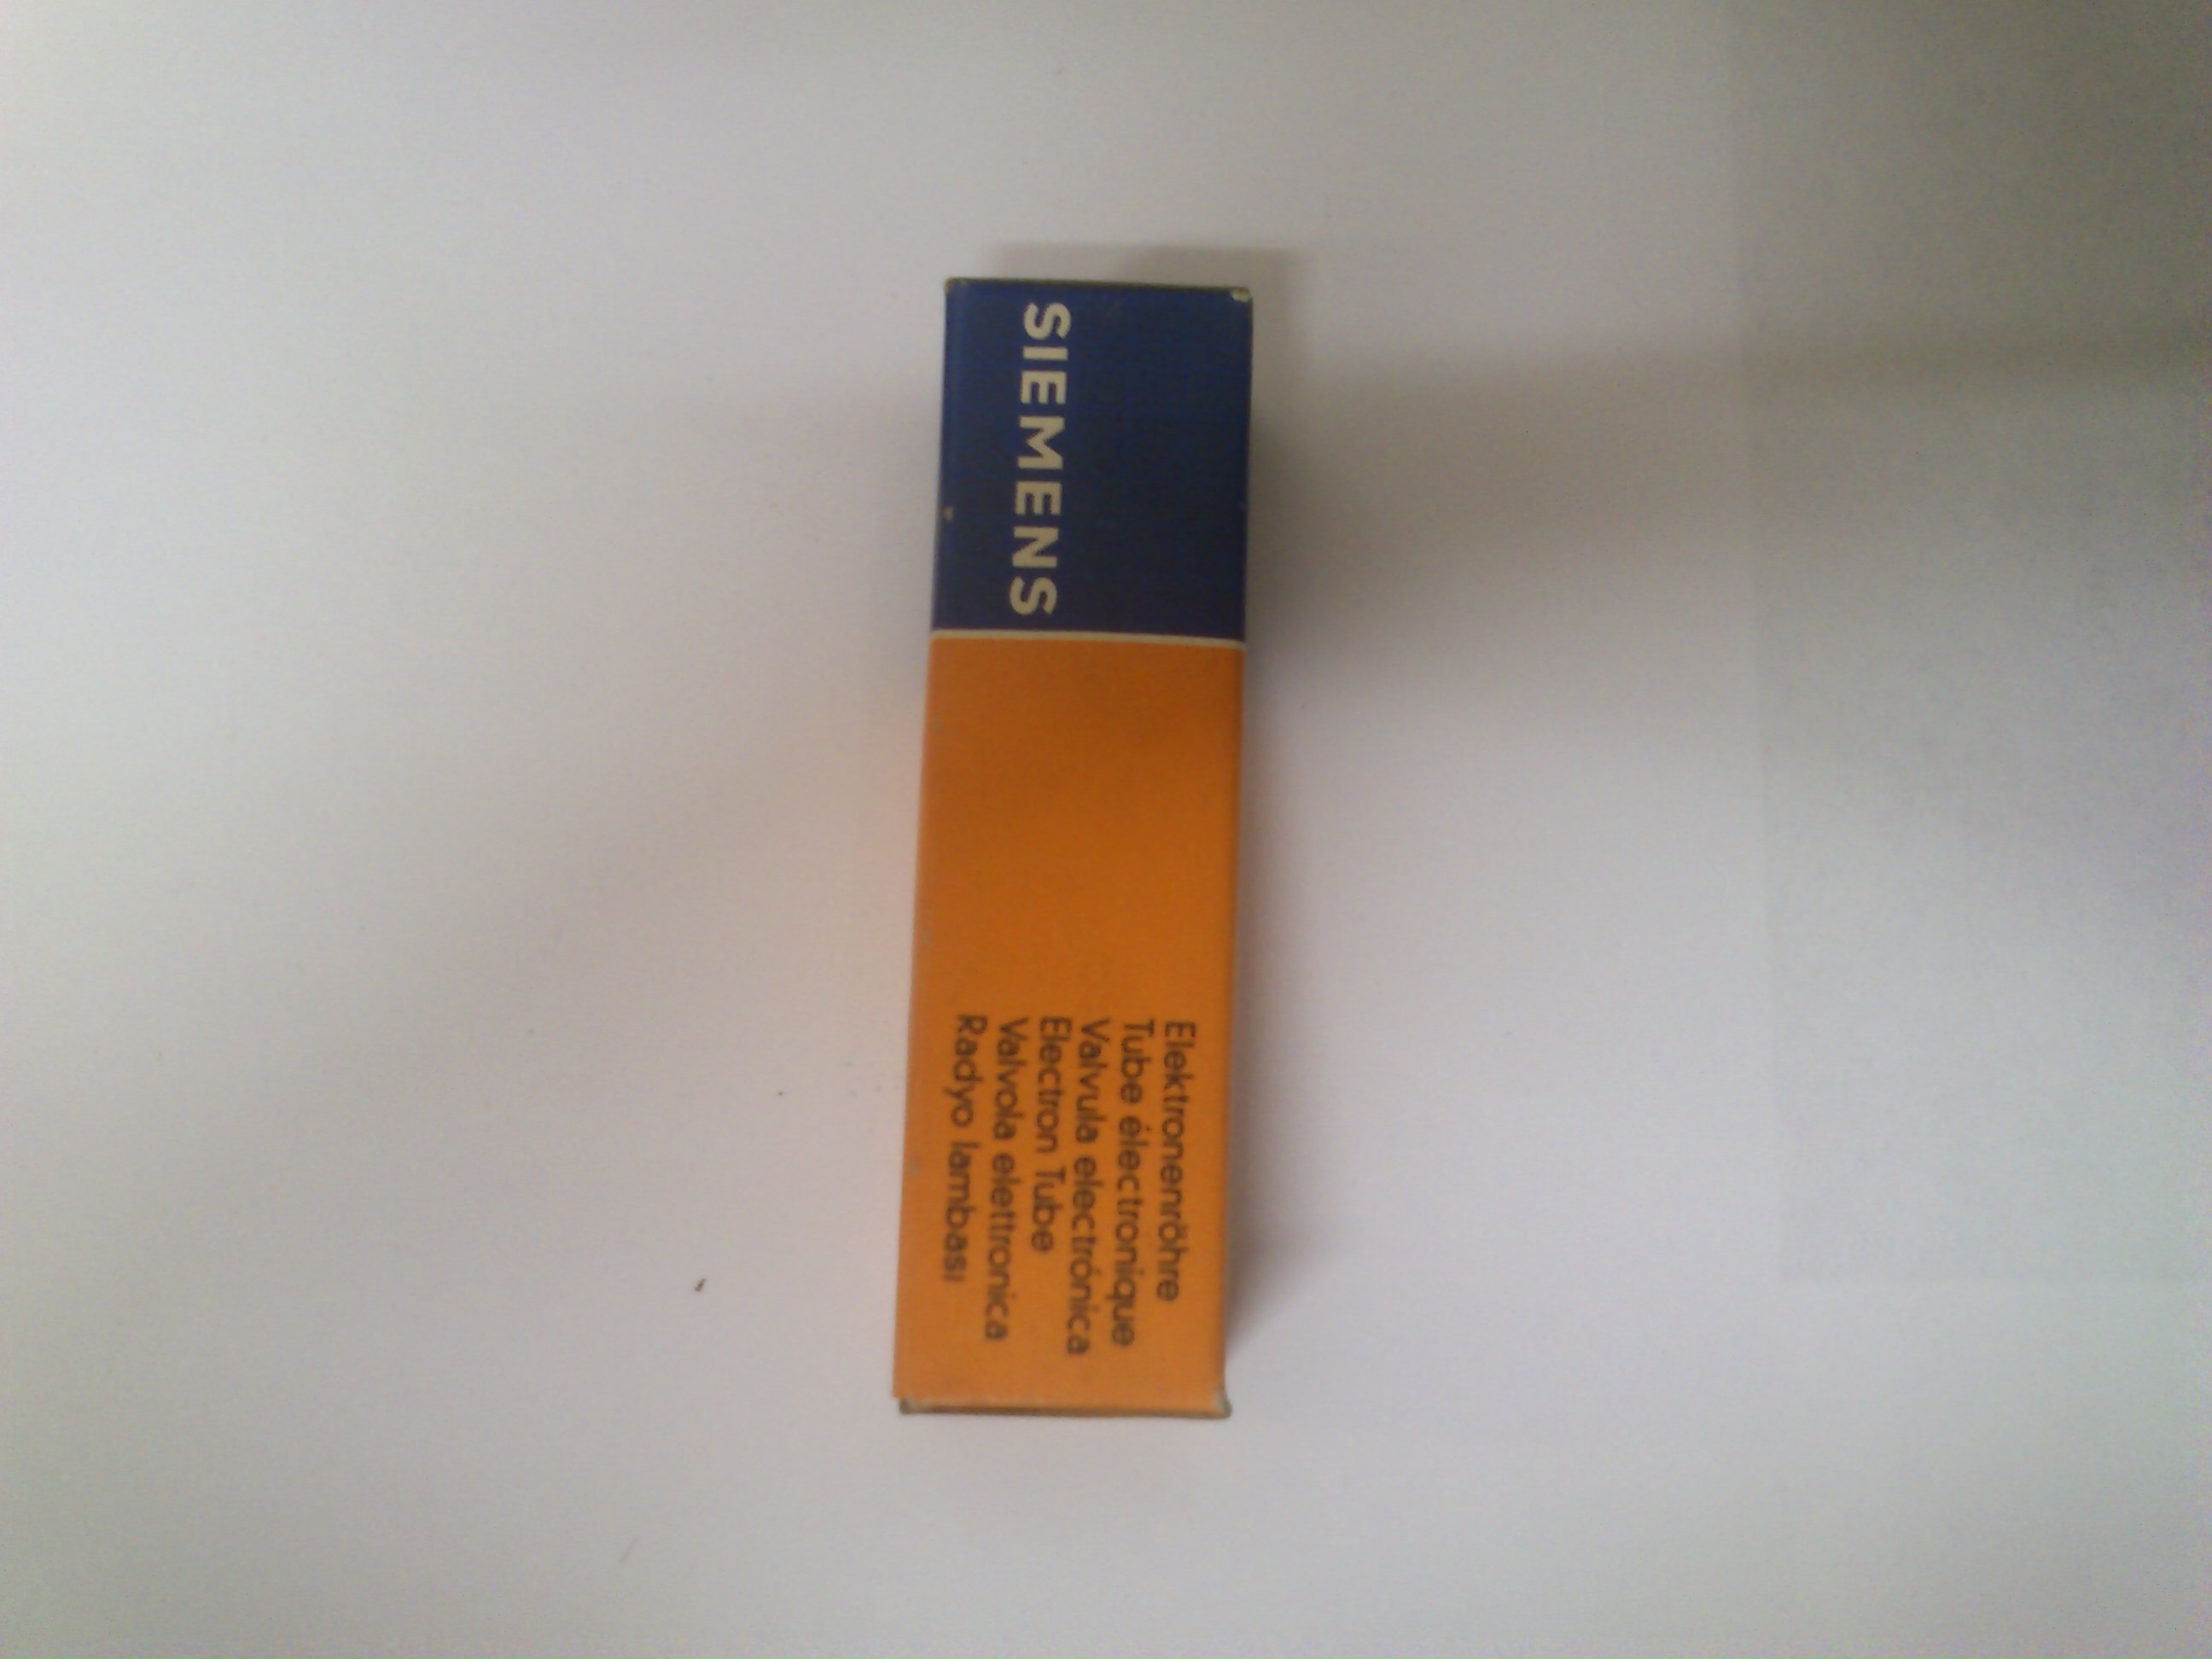 SIEMENS
Elektronenröhre
Tube électronique
Valvula electrónica
Electron Tube
Valvola elettronica
Radyo lambası